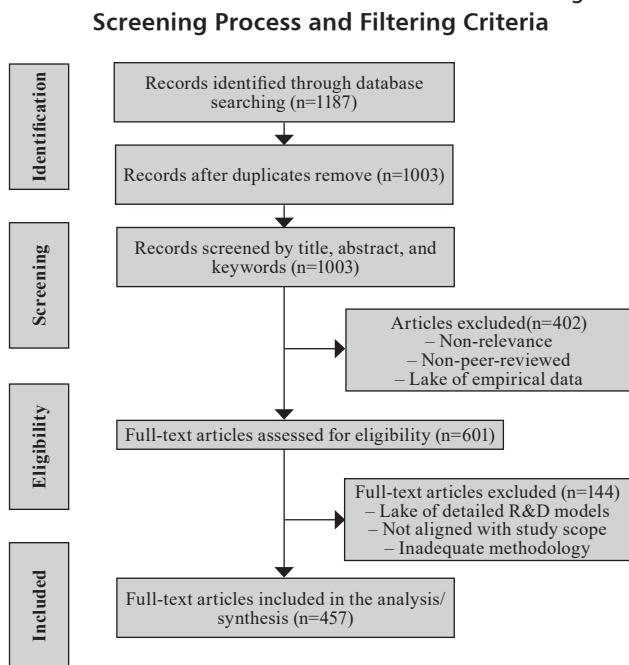 Screening Process and Filtering Criteria
Identification
Records identified through database
searching (n=1187)
Records after duplicates remove (n=1003)
Screening
Records screened by title, abstract, and
keywords (n=1003)
Articles excluded(n=402)
– Non-relevance
– Non-peer-reviewed
– Lake of empirical data
Eligibility
Full-text articles assessed for eligibility (n=601)
Full-text articles excluded (n=144)
– Lake of detailed R&D models
– Not aligned with study scope
– Inadequate methodology
Included
Full-text articles included in the analysis/
synthesis (n=457)